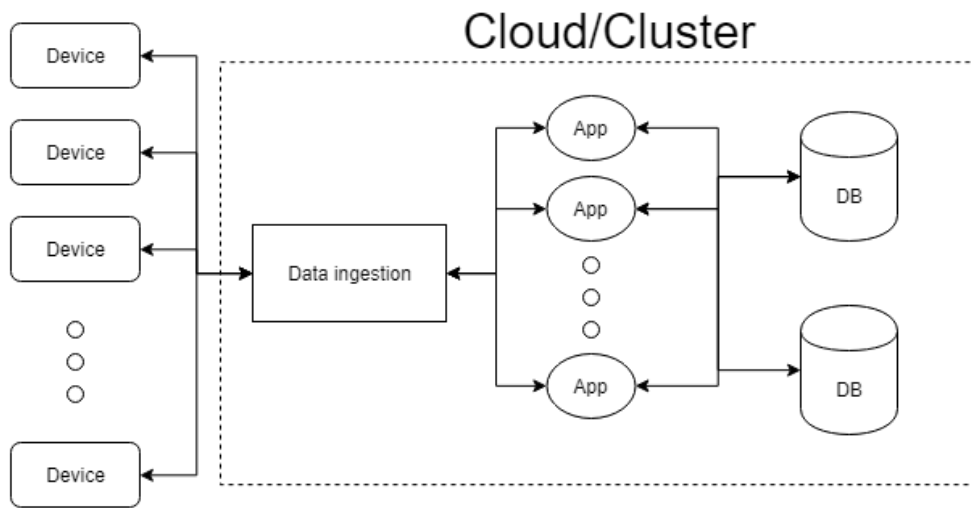 Cloud/Cluster
Device
Device
Device
Device
Data ingestion
App
App
App
DB
DB